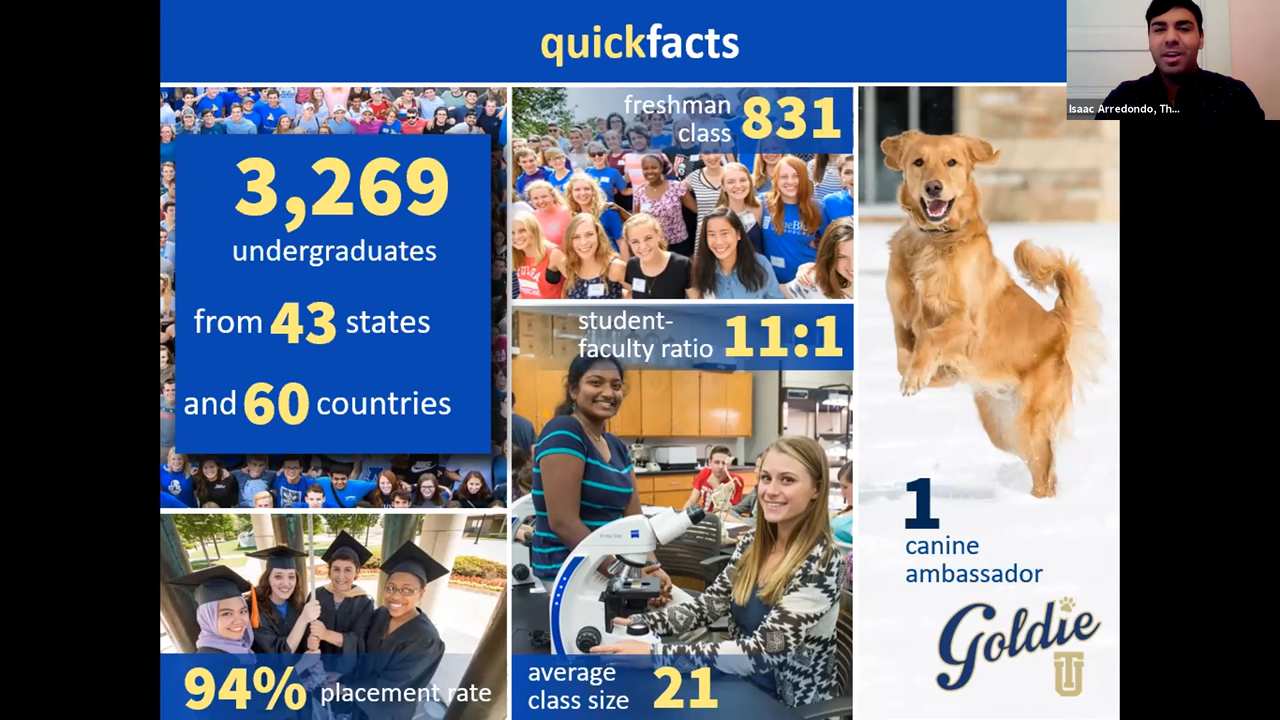 quickfacts
Isaac Arredondo, Th...
3,269
undergraduates
from 43 states
and 60 countries
94% placement rate
freshman
class 831
student-
faculty ratio 11:1
average
class size 21
1
canine
ambassador
Goldie
TU